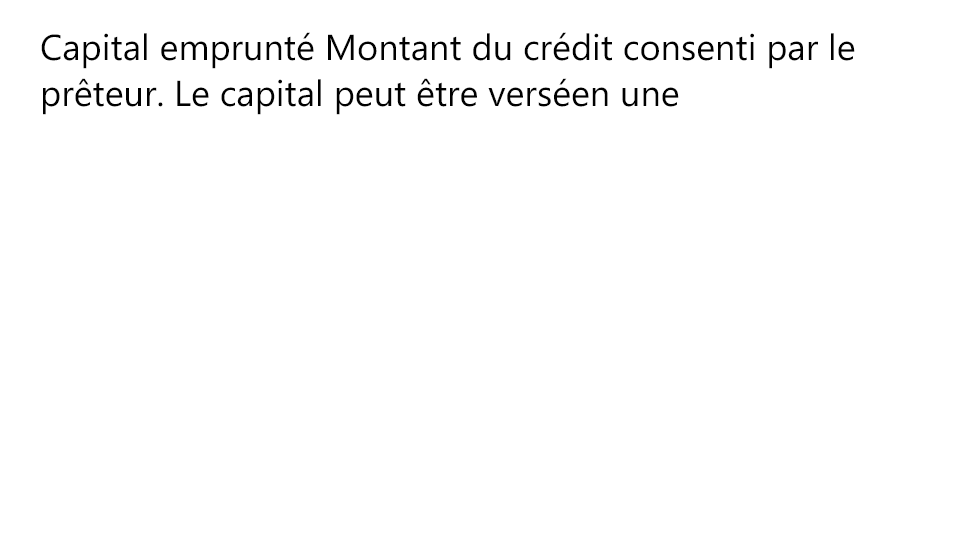 Capital emprunté Montant du crédit consenti par le
prêteur. Le capital peut être verséen une